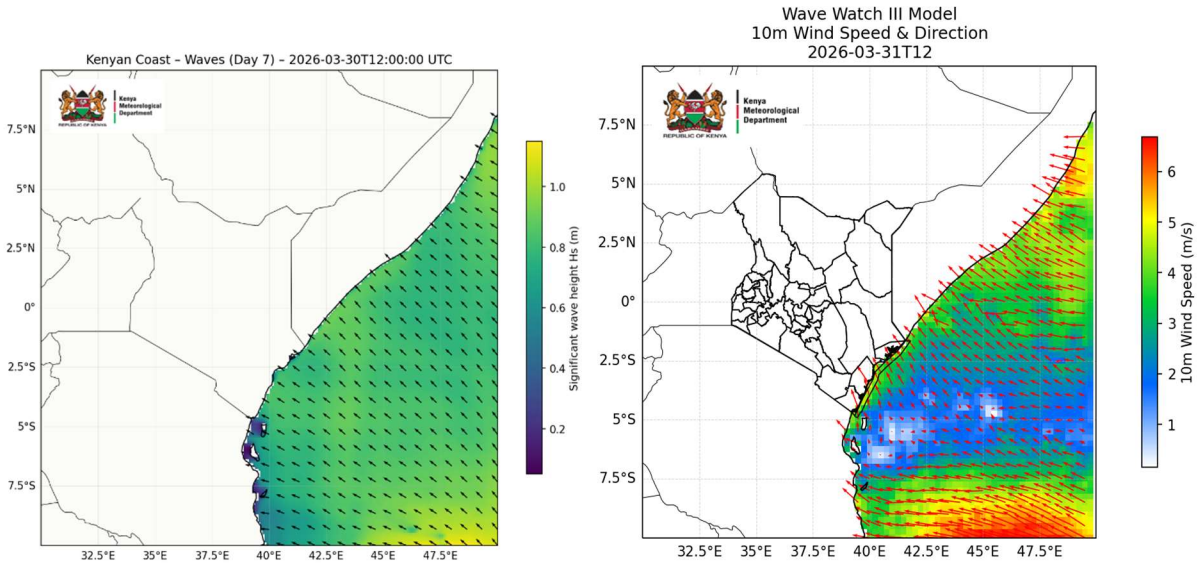 Kenyan Coast – Waves (Day 7) – 2026-03-30T12:00:00 UTC
Kenya
Meteorological
Department
REPUBLIC OF KENYA
7.5°N
5°N
2.5°N
0°
2.5°S
5°S
7.5°S
32.5°E 35°E 37.5°E 40°E 42.5°E 45°E 47.5°E
1.0
0.8
0.6
0.4
0.2
Significant wave height Hs (m)
Wave Watch III Model
10m Wind Speed & Direction
2026-03-31T12
Kenya
Meteorological
Department
REPUBLIC OF KENYA
7.5°N
5°N
2.5°N
0°
2.5°S
5°S
7.5°S
32.5°E 35°E 37.5°E 40°E 42.5°E 45°E 47.5°E
6
5
4
3
2
1
10m Wind Speed (m/s)